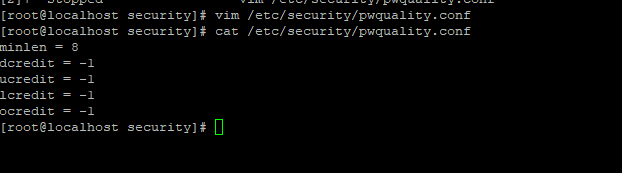 [2]+  Stopped                 vim /etc/security/pwquality.conf
[root@localhost security]# vim /etc/security/pwquality.conf
[root@localhost security]# cat /etc/security/pwquality.conf
minlen = 8
dcredit = -1
ucredit = -1
lcredit = -1
ocredit = -1
[root@localhost security]#